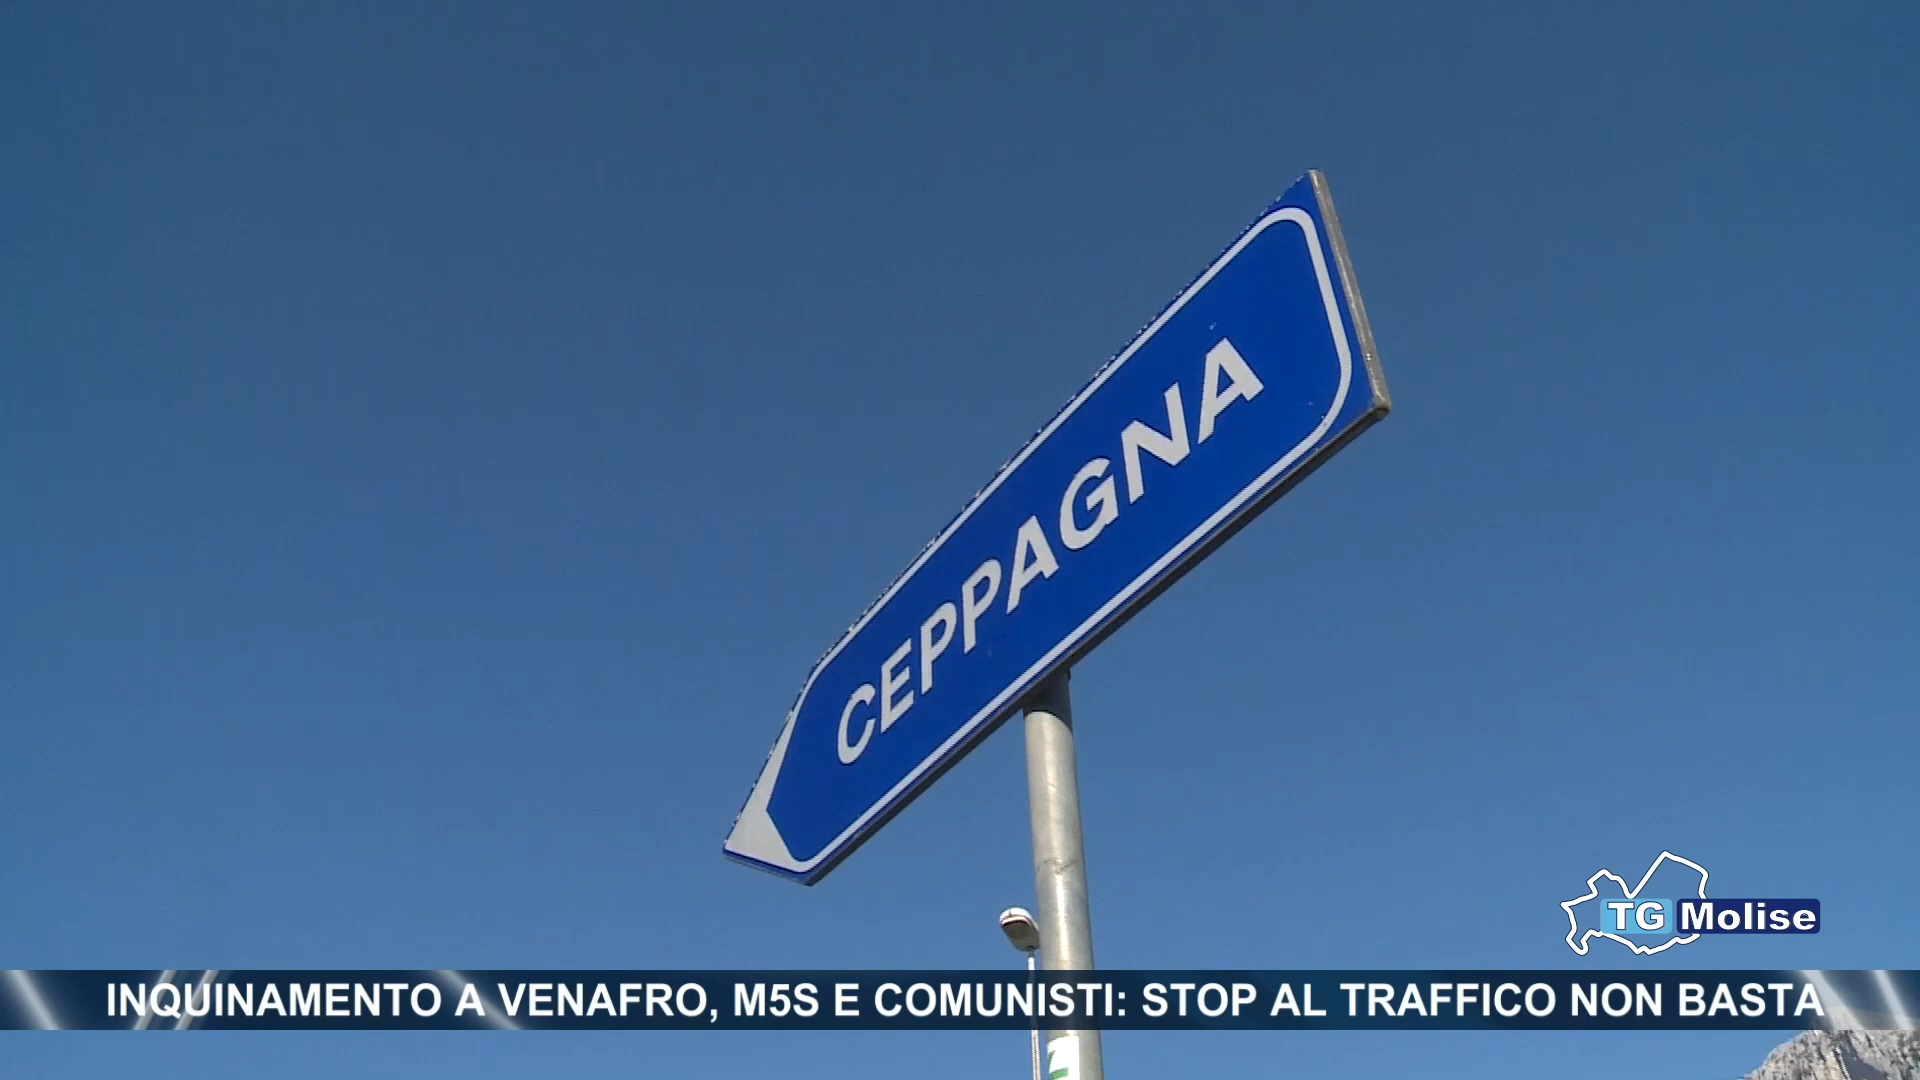 CEPPAGNA
TG Molise
INQUINAMENTO A VENAFRO, M5S E COMUNISTI: STOP AL TRAFFICO NON BASTA